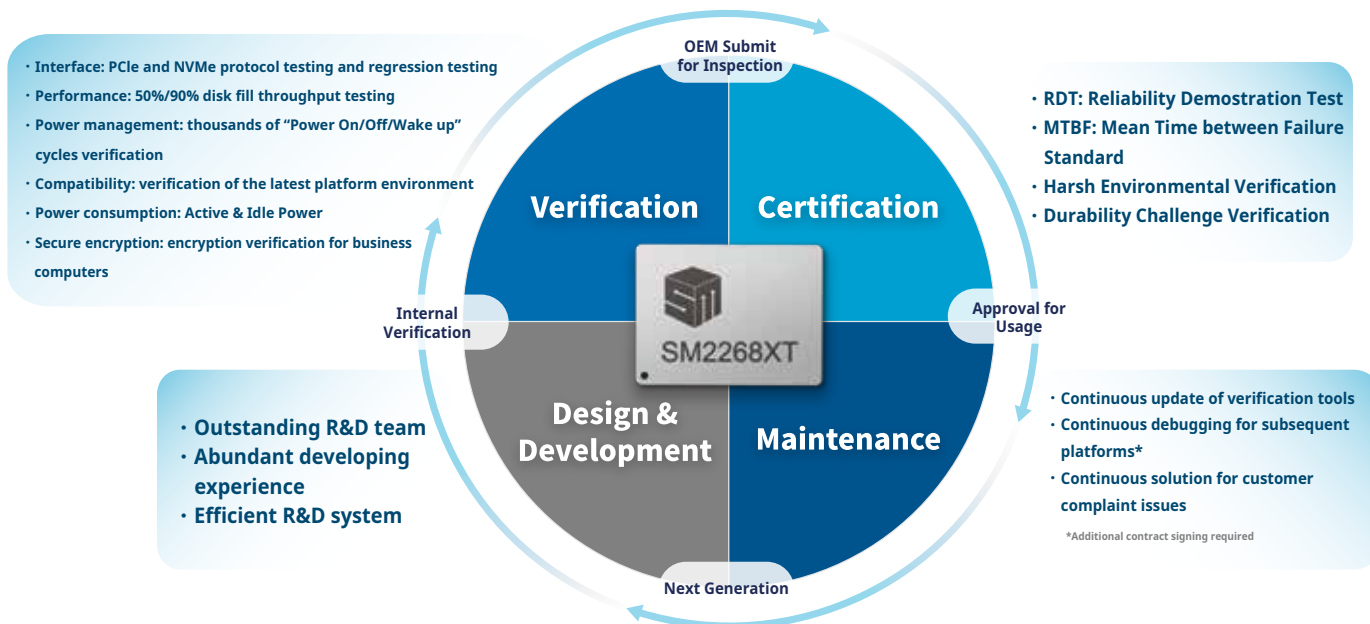 · Interface: PCIe and NVMe protocol testing and regression testing
· Performance: 50%/90% disk fill throughput testing
· Power management: thousands of “Power On/Off/Wake up”
cycles verification
· Compatibility: verification of the latest platform environment
· Power consumption: Active & Idle Power
· Secure encryption: encryption verification for business
computers
OEM Submit
for Inspection
· RDT: Reliability Demostration Test
· MTBF: Mean Time between Failure
Standard
· Harsh Environmental Verification
· Durability Challenge Verification
Verification
Certification
Internal
Verification
SM
SM2268XT
Approval for
Usage
· Outstanding R&D team
· Abundant developing
experience
· Efficient R&D system
Design &
Development
Maintenance
· Continuous update of verification tools
· Continuous debugging for subsequent
platforms*
· Continuous solution for customer
complaint issues
*Additional contract signing required
Next Generation